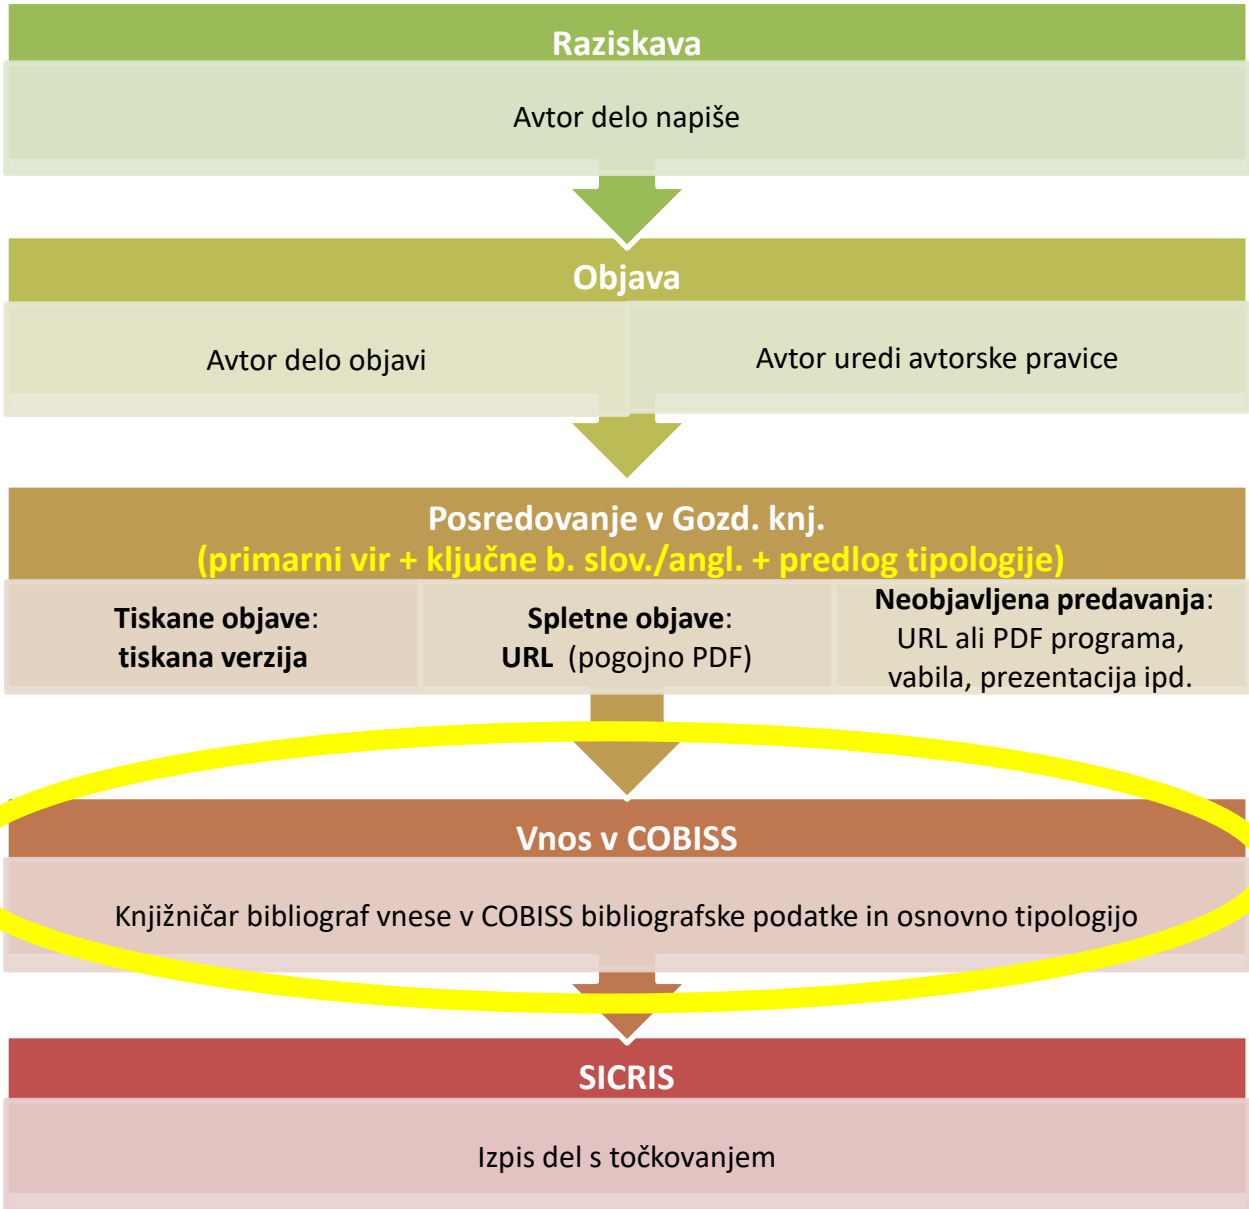 Raziskava
Avtor delo napiše
Objava
Avtor delo objavi
Avtor uredi avtorske pravice
Posredovanje v Gozd. knj.
(primarni vir + ključne b. slov./angl. + predlog tipologije)
Tiskane objave:
tiskana verzija
Spletne objave:
URL (pogojno PDF)
Neobjavljena predavanja:
URL ali PDF programa,
vabila, prezentacija ipd.
Vnos v COBISS
Knjižničar bibliograf vnese v COBISS bibliografske podatke in osnovno tipologijo
SICRIS
Izpis del s točkovanjem